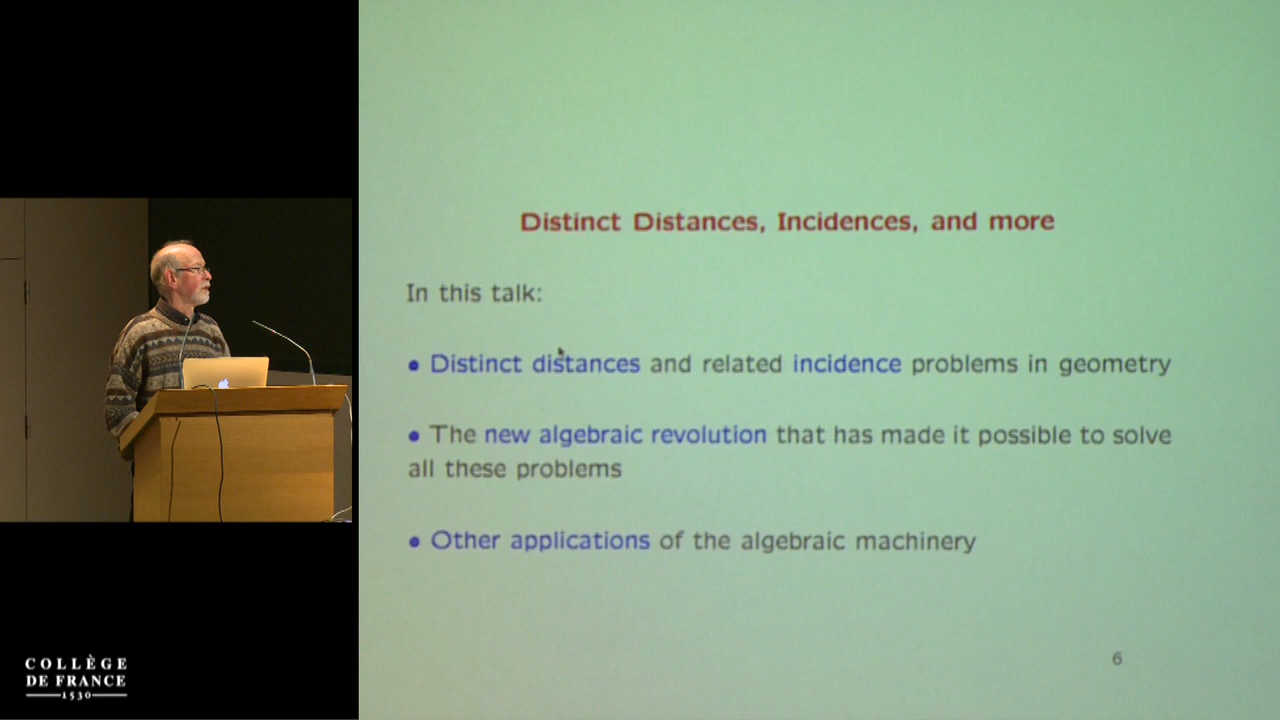 Distinct Distances, Incidences, and more
In this talk:
• Distinct distances and related incidence problems in geometry
• The new algebraic revolution that has made it possible to solve
all these problems
• Other applications of the algebraic machinery
6
COLLÈGE
DE FRANCE
1530